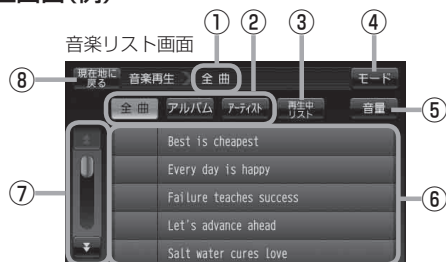 音楽リスト画面
① ② ③ ④
⑧ 現在地に戻る 音楽再生 全 曲 モード
全 曲 アルバム アーティスト 再生中リスト 音量 ⑤
Best is cheapest
Every day is happy
⑦ Failure teaches success ⑥
Let's advance ahead
Salt water cures love